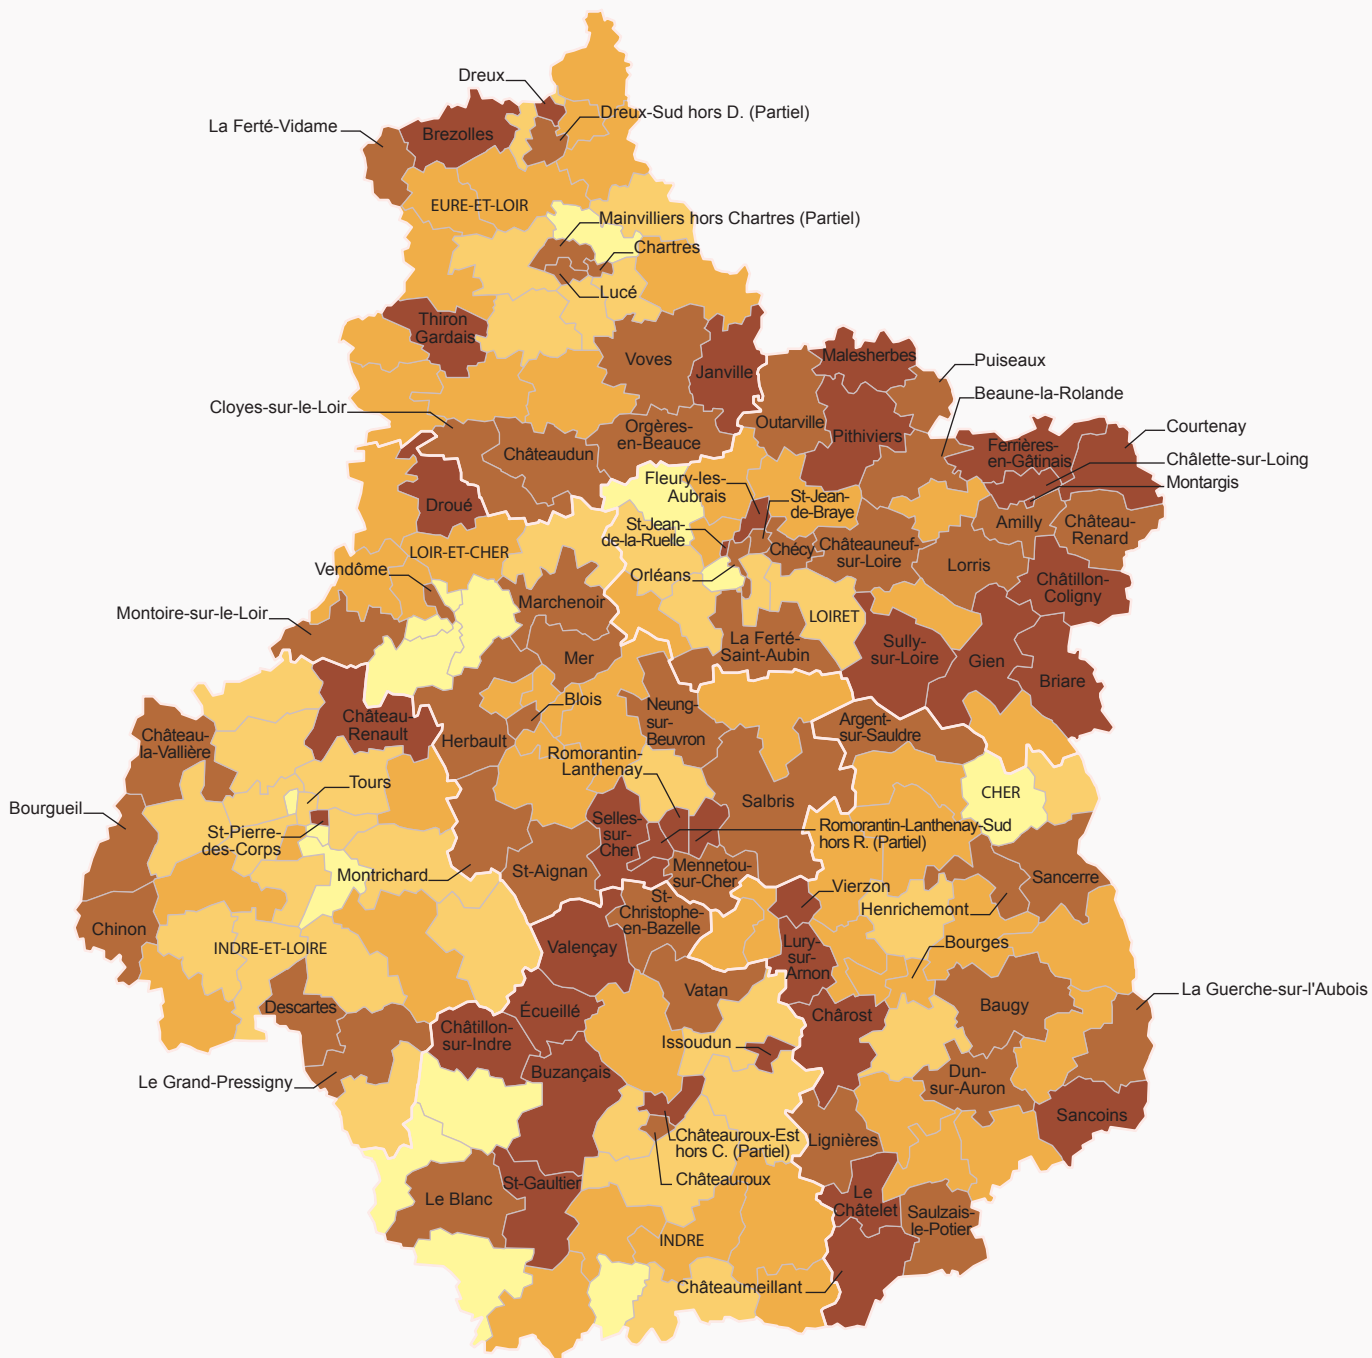 Dreux
Dreux-Sud hors D. (Partiel)
La Ferté-Vidame
Brezolles
EURE-ET-LOIR
Mainvilliers hors Chartres (Partiel)
Chartres
Lucé
Thiron
Gardais
Voves
Janville
Malesherbes
Puiseaux
Beaune-la-Rolande
Cloyes-sur-le-Loir
Orgères-
en-Beauce
Outarville
Pithiviers
Courtenay
Ferrières-
en-Gâtinais
Châlette-sur-Loing
Montargis
Châteaudun
Droué
Fleury-les-
Aubrais
St-Jean-
de-Braye
Amilly
Château-
Renard
St-Jean-
de-la-Ruelle
Chécy
Châteauneuf-
sur-Loire
LOIR-ET-CHER
Vendôme
Orléans
Lorris
Châtillon-
Coligny
Marchenoir
Montoire-sur-le-Loir
LOIRET
La Ferté-
Saint-Aubin
Sully-
sur-Loire
Gien
Mer
Briare
Blois
Neung-
sur-
Beuvron
Château-
Renault
Herbault
Argent-
sur-Sauldre
Château-
la-Vallière
Romorantin-
Lanthenay
Tours
Salbris
CHER
Bourgueil
St-Pierre-
des-Corps
Selles-
sur-
Cher
Romorantin-Lanthenay-Sud
hors R. (Partiel)
Montrichard
St-Aignan
Mennetou-
sur-Cher
Vierzon
Sancerre
Henrichemont
St-
Christophe-
en-Bazelle
Chinon
INDRE-ET-LOIRE
Valençay
Lury-
sur-
Arnon
Bourges
Vatan
La Guerche-sur-l'Aubois
Descartes
Écueillé
Baugy
Châtillon-
sur-Indre
Chârost
Issoudun
Buzançais
Le Grand-Pressigny
Dun-
sur-Auron
Sancoins
Châteauroux-Est
hors C. (Partiel)
Lignières
Châteauroux
St-Gaultier
Le Blanc
Le
Châtelet
Saulzais-
le-Potier
INDRE
Châteaumeillant